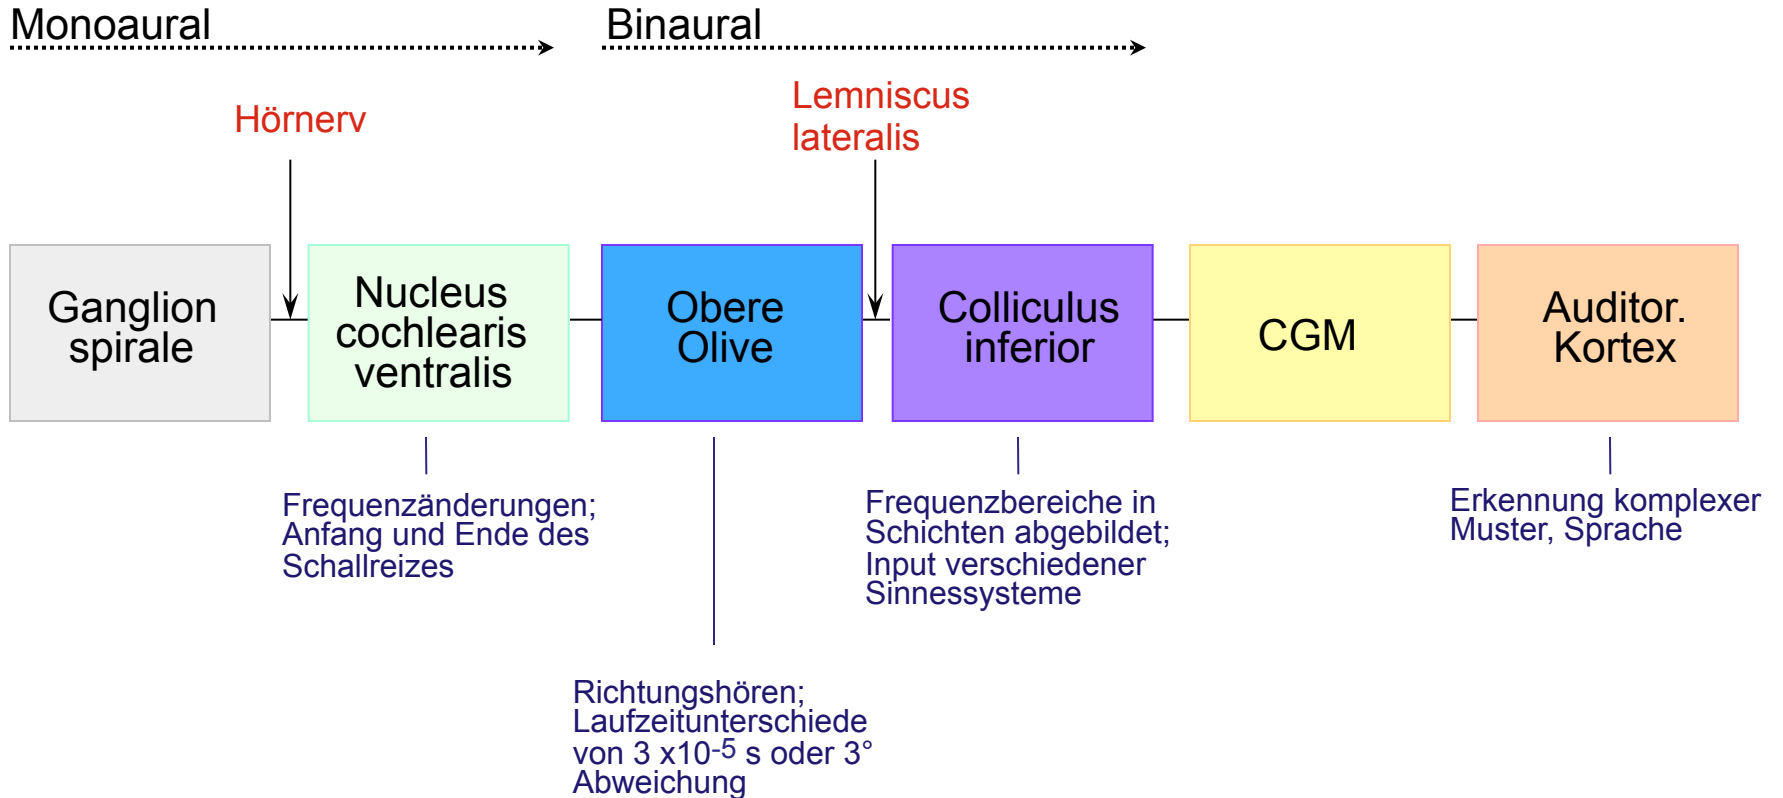 Monoaural
Binaural
Hörnerv
Lemniscus
lateralis
Ganglion
spirale
Nucleus
cochlearis
ventralis
Obere
Olive
Colliculus
inferior
CGM
Auditor.
Kortex
Frequenzänderungen;
Anfang und Ende des
Schallreizes
Richtungshören;
Laufzeitunterschiede
von 3 x10-5 s oder 3°
Abweichung
Frequenzbereiche in
Schichten abgebildet;
Input verschiedener
Sinnessysteme
Erkennung komplexer
Muster, Sprache